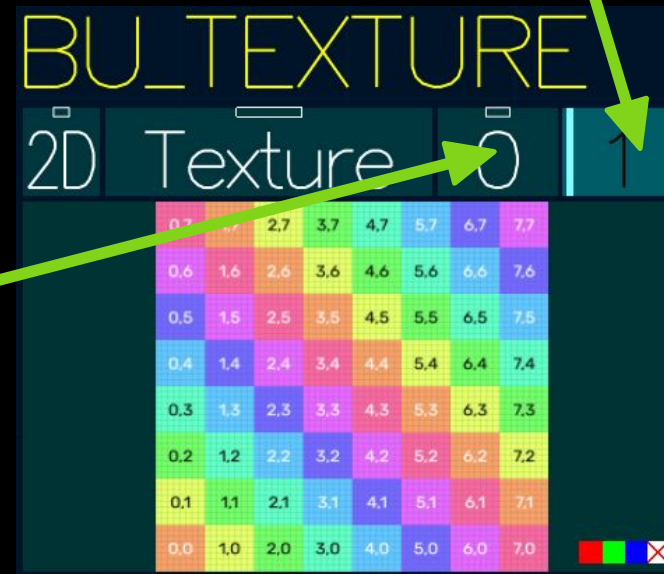 BU_TEXTURE
2D Texture 0 1
0,7 1,7 2,7 3,7 4,7 5,7 6,7 7,7
0,6 1,6 2,6 3,6 4,6 5,6 6,6 7,6
0,5 1,5 2,5 3,5 4,5 5,5 6,5 7,5
0,4 1,4 2,4 3,4 4,4 5,4 6,4 7,4
0,3 1,3 2,3 3,3 4,3 5,3 6,3 7,3
0,2 1,2 2,2 3,2 4,2 5,2 6,2 7,2
0,1 1,1 2,1 3,1 4,1 5,1 6,1 7,1
0,0 1,0 2,0 3,0 4,0 5,0 6,0 7,0